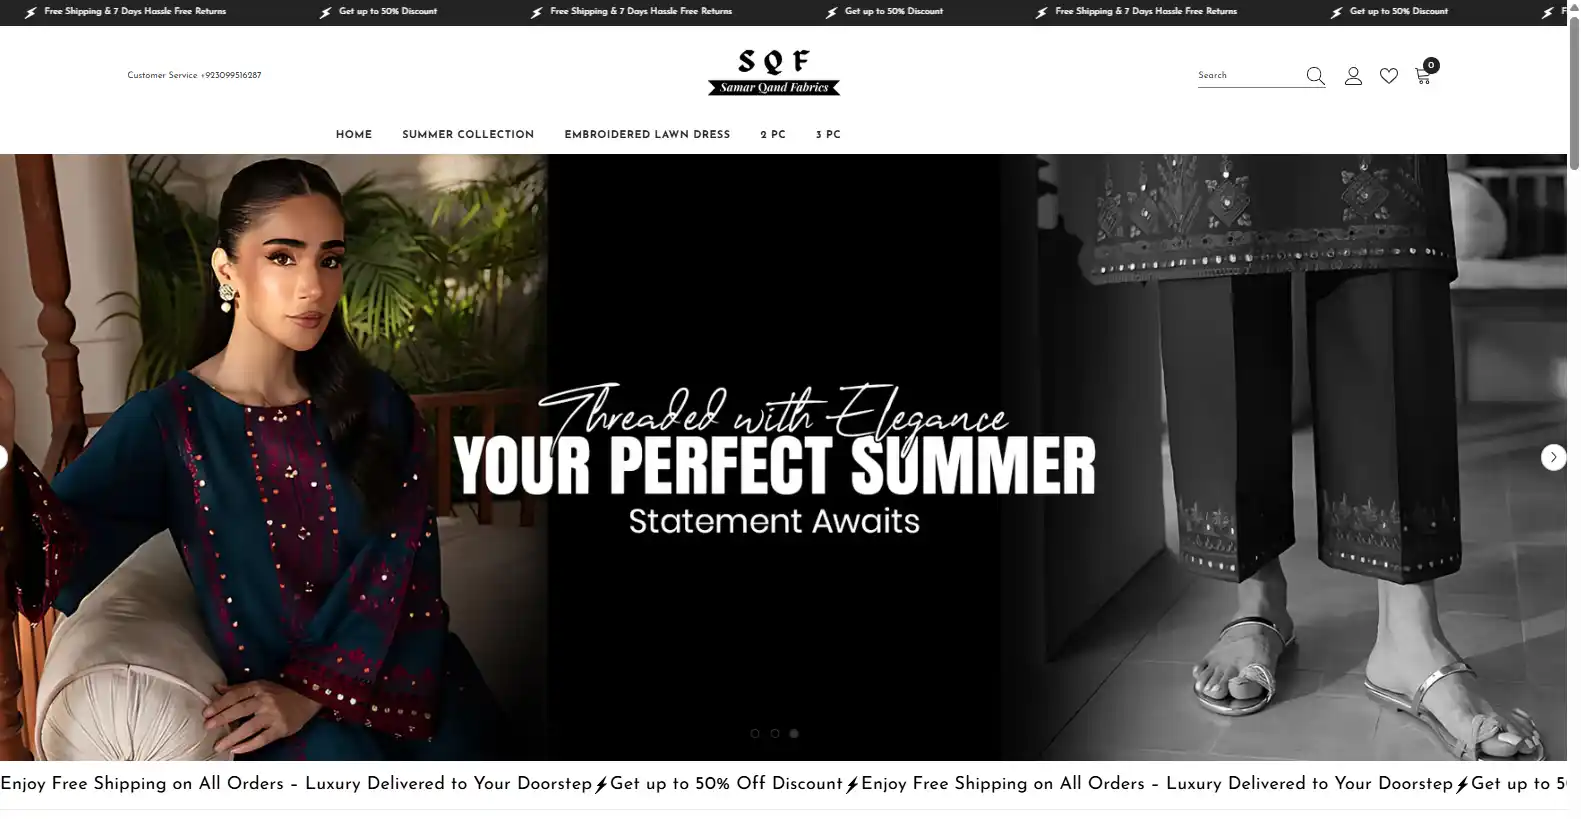 Free Shipping & 7 Days Hassle Free Returns Get up to 50% Discount Free Shipping & 7 Days Hassle Free Returns Get up to 50% Discount Free Shipping & 7 Days Hassle Free Returns Get up to 50% Discount
Customer Service +923099516287
SQF
Samar Qand Fabrics
Search
0
HOME SUMMER COLLECTION EMBROIDERED LAWN DRESS 2 PC 3 PC
Threaded with Elegance
YOUR PERFECT SUMMER
Statement Awaits
Enjoy Free Shipping on All Orders – Luxury Delivered to Your Doorstep⚡Get up to 50% Off Discount⚡Enjoy Free Shipping on All Orders – Luxury Delivered to Your Doorstep⚡Get up to